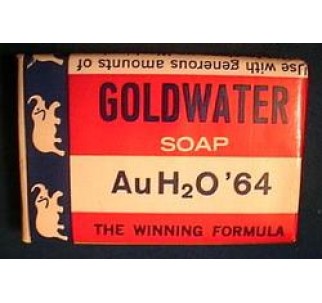 Use with generous amounts of
GOLDWATER
SOAP
AuH₂O '64
THE WINNING FORMULA